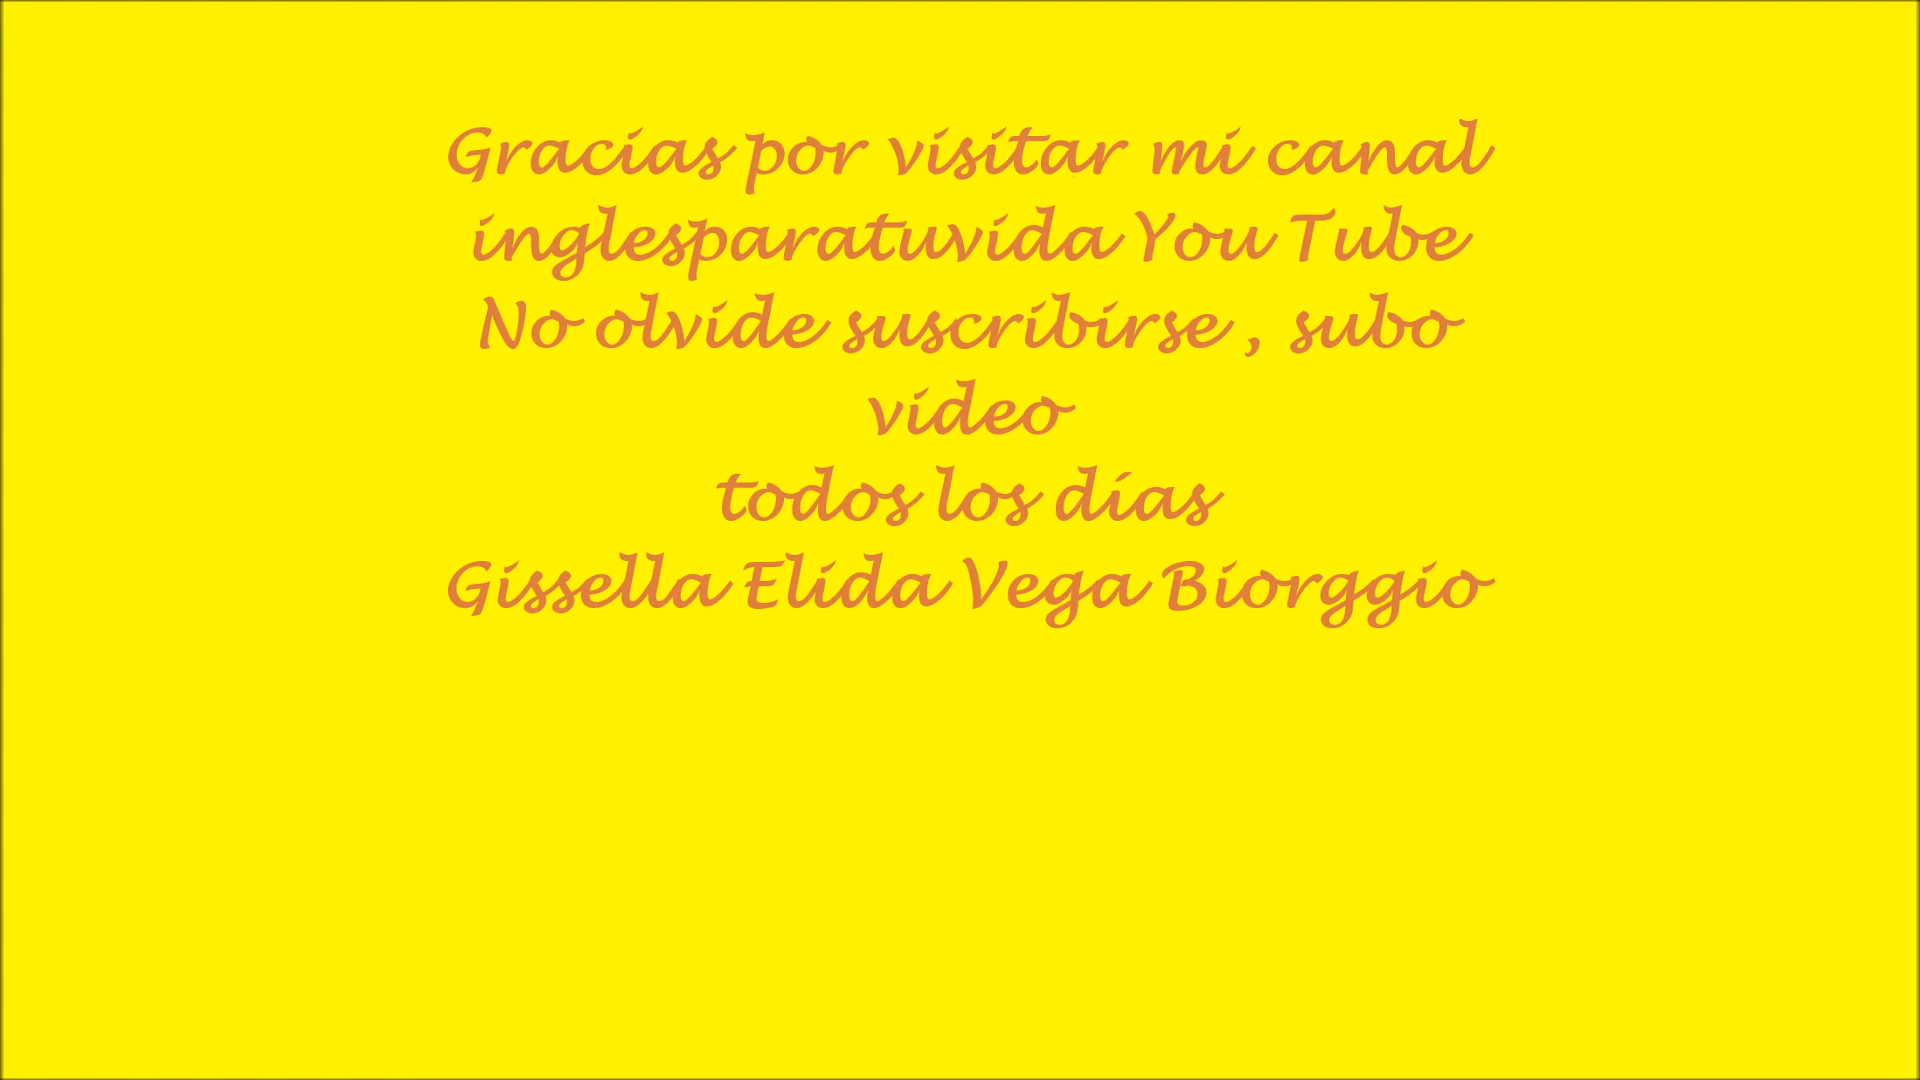 Gracias por visitar mi canal
inglesparatuvida You Tube
No olvide suscribirse , subo
video
todos los días
Gissella Elida Vega Biorggio